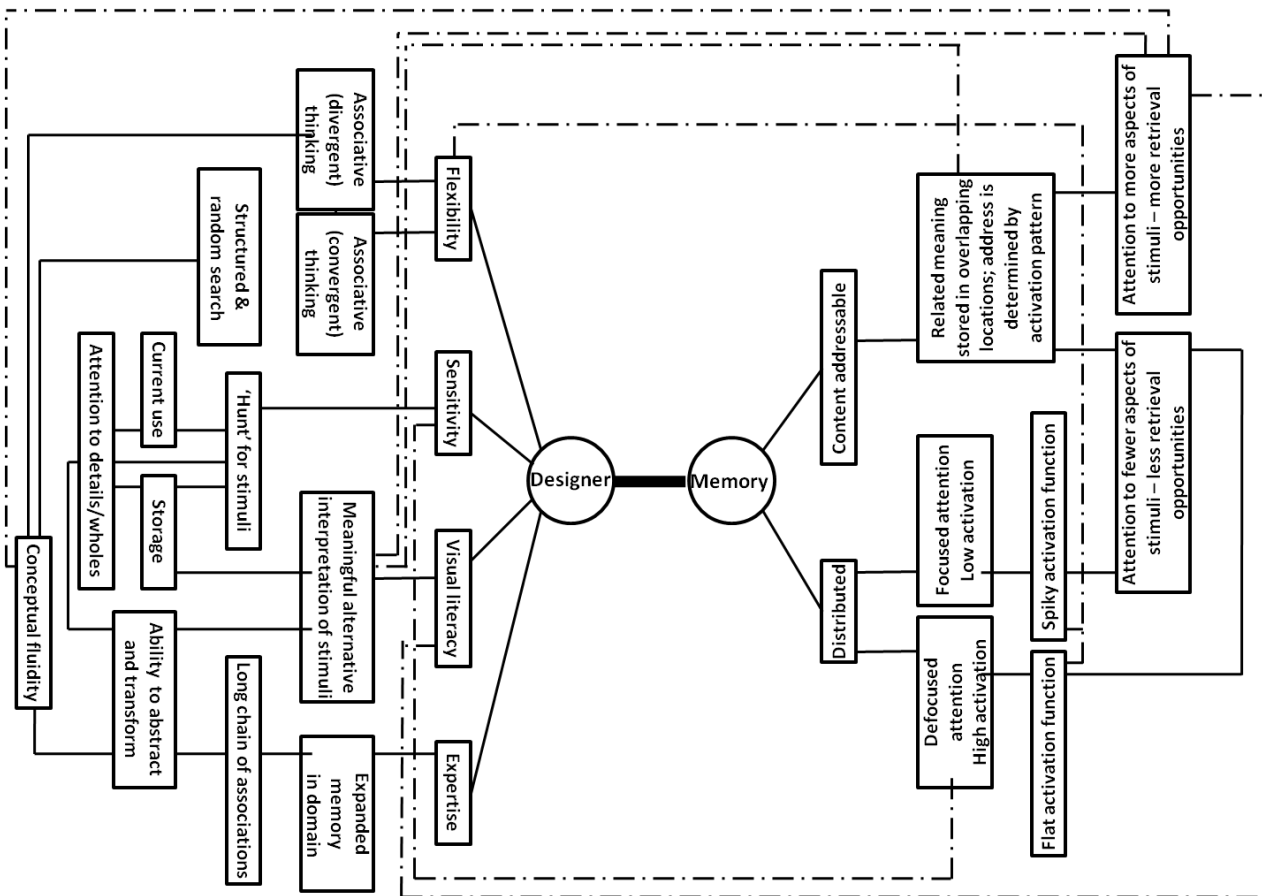 Designer
Memory
Flexibility
Associative
(divergent)
thinking
Associative
(convergent)
thinking
Structured &
random search
Sensitivity
'Hunt' for stimuli
Current use
Storage
Attention to details/wholes
Visual literacy
Meaningful alternative
interpretation of stimuli
Expertise
Expanded
memory
in domain
Long chain of associations
Ability to abstract
and transform
Conceptual fluidity
Content addressable
Related meaning
stored in overlapping
locations; address is
determined by
activation pattern
Attention to more aspects of
stimuli – more retrieval
opportunities
Attention to fewer aspects of
stimuli – less retrieval
opportunities
Distributed
Focused attention
Low activation
Spiky activation function
Defocused
attention
High activation
Flat activation function